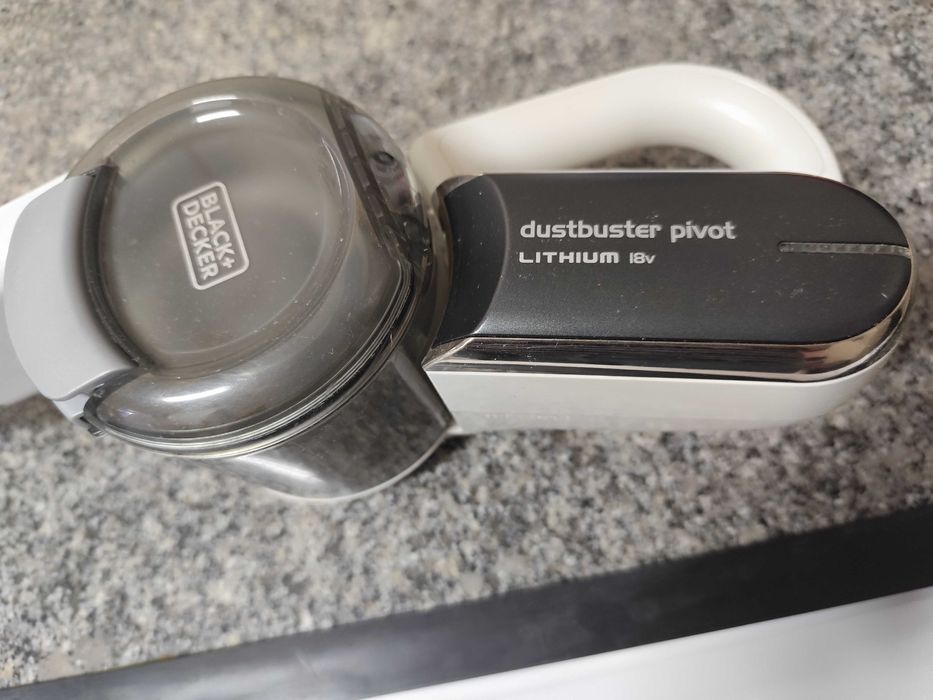 BLACK+
DECKER
dustbuster pivot
LITHIUM 18v